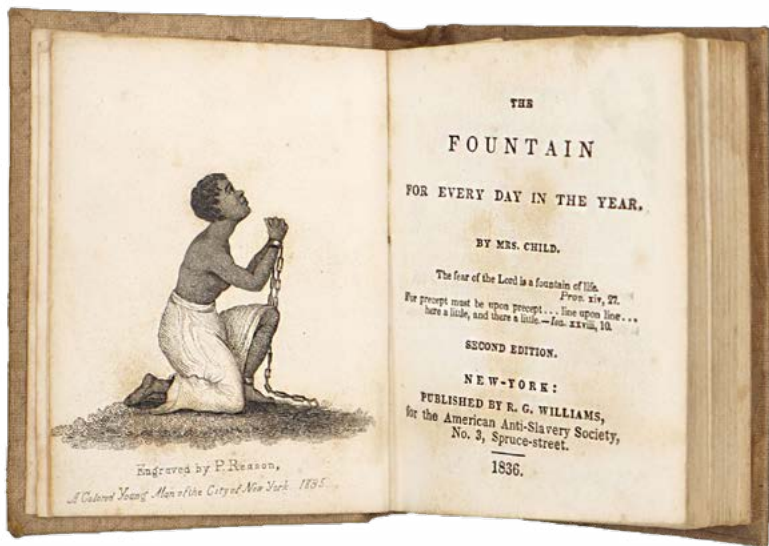 Engraved by P. Reason,
A Colored Young Man of the City of New York 1835
THE
FOUNTAIN
FOR EVERY DAY IN THE YEAR.
BY MRS. CHILD.
The fear of the Lord is a fountain of life.
Prov. xiv, 27.
For precept must be upon precept . . . line upon line . . .
here a little, and there a little.—Isa. xxviii, 10.
SECOND EDITION.
NEW-YORK:
PUBLISHED BY R. G. WILLIAMS,
for the American Anti-Slavery Society,
No. 3, Spruce-street.
1836.